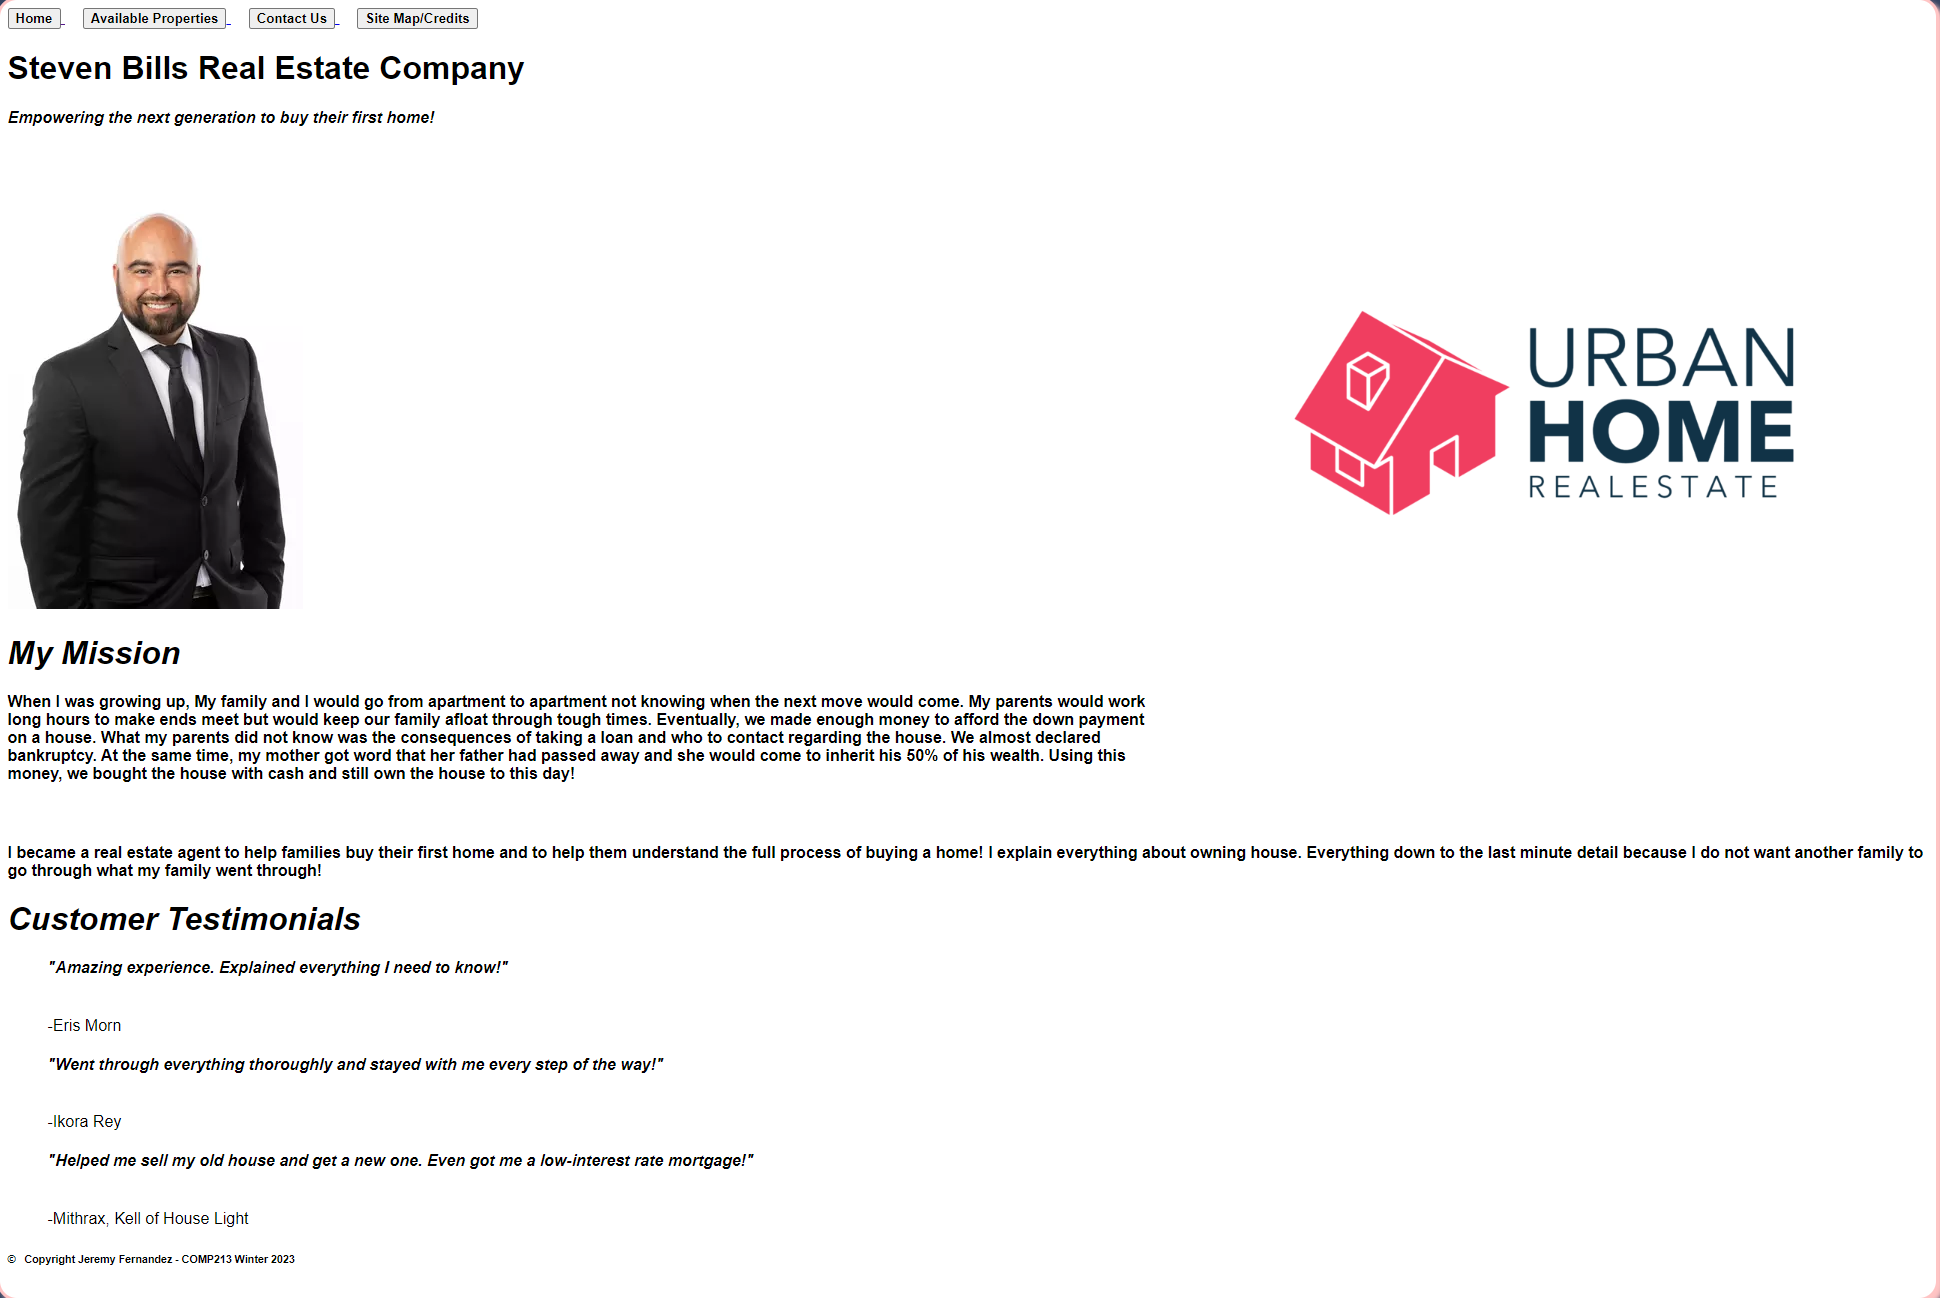 Home Available Properties Contact Us Site Map/Credits
Steven Bills Real Estate Company
Empowering the next generation to buy their first home!
URBAN
HOME
REALESTATE
My Mission
When I was growing up, My family and I would go from apartment to apartment not knowing when the next move would come. My parents would work
long hours to make ends meet but would keep our family afloat through tough times. Eventually, we made enough money to afford the down payment
on a house. What my parents did not know was the consequences of taking a loan and who to contact regarding the house. We almost declared
bankruptcy. At the same time, my mother got word that her father had passed away and she would come to inherit his 50% of his wealth. Using this
money, we bought the house with cash and still own the house to this day!
I became a real estate agent to help families buy their first home and to help them understand the full process of buying a home! I explain everything about owning house. Everything down to the last minute detail because I do not want another family to
go through what my family went through!
Customer Testimonials
"Amazing experience. Explained everything I need to know!"
-Eris Morn
"Went through everything thoroughly and stayed with me every step of the way!"
-Ikora Rey
"Helped me sell my old house and get a new one. Even got me a low-interest rate mortgage!"
-Mithrax, Kell of House Light
© Copyright Jeremy Fernandez - COMP213 Winter 2023